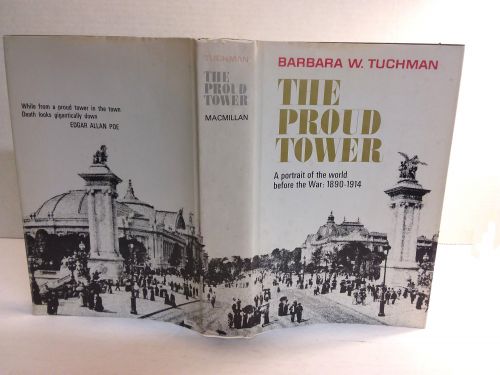 While from a proud tower in the town
Death looks gigantically down
EDGAR ALLAN POE
TUCHMAN
THE
PROUD
TOWER
MACMILLAN
BARBARA W. TUCHMAN
THE
PROUD
TOWER
A portrait of the world
before the War: 1890-1914